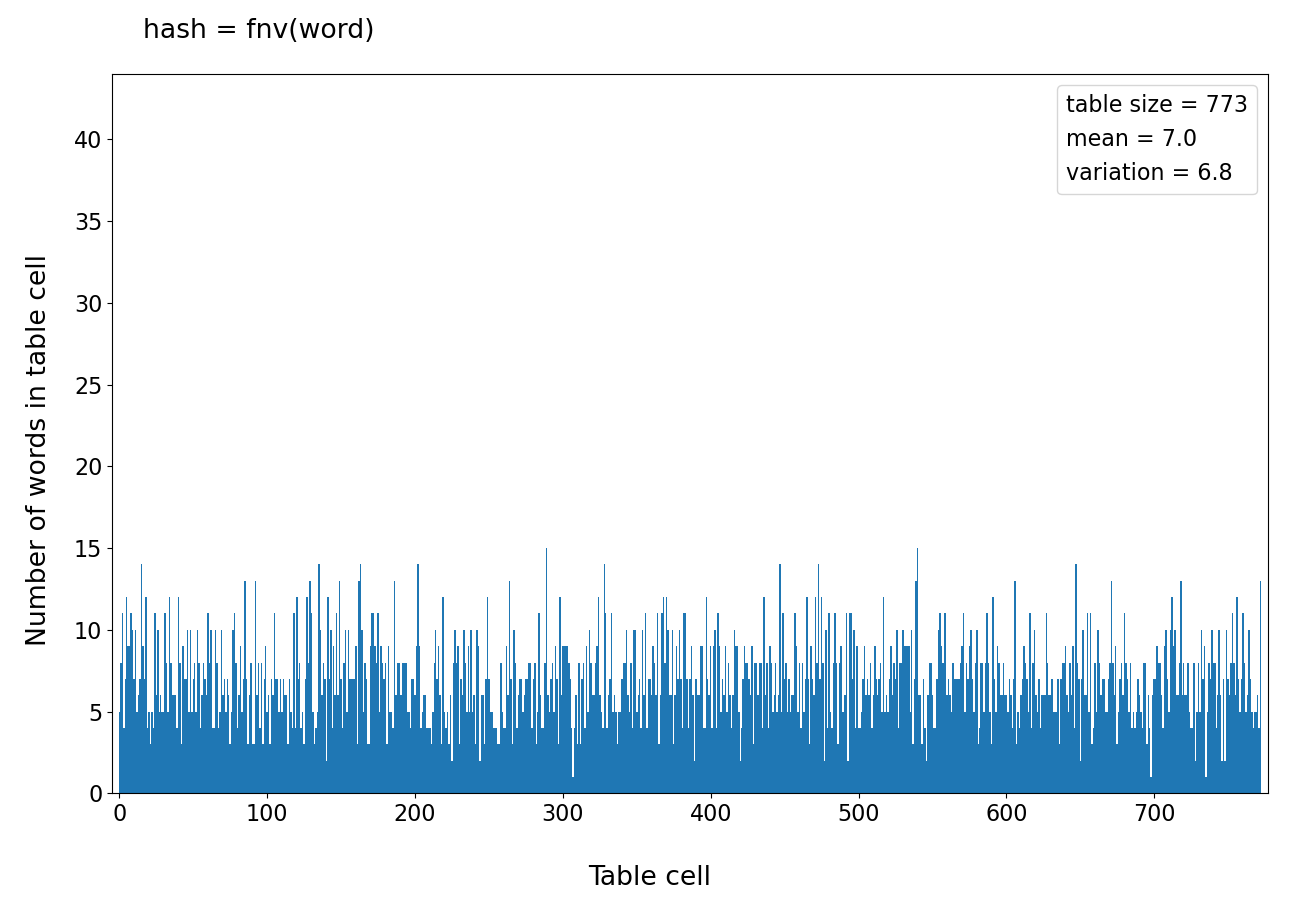 hash = fnv(word)
table size = 773
mean = 7.0
variation = 6.8
Number of words in table cell
40
35
30
25
20
15
10
5
0
0 100 200 300 400 500 600 700
Table cell